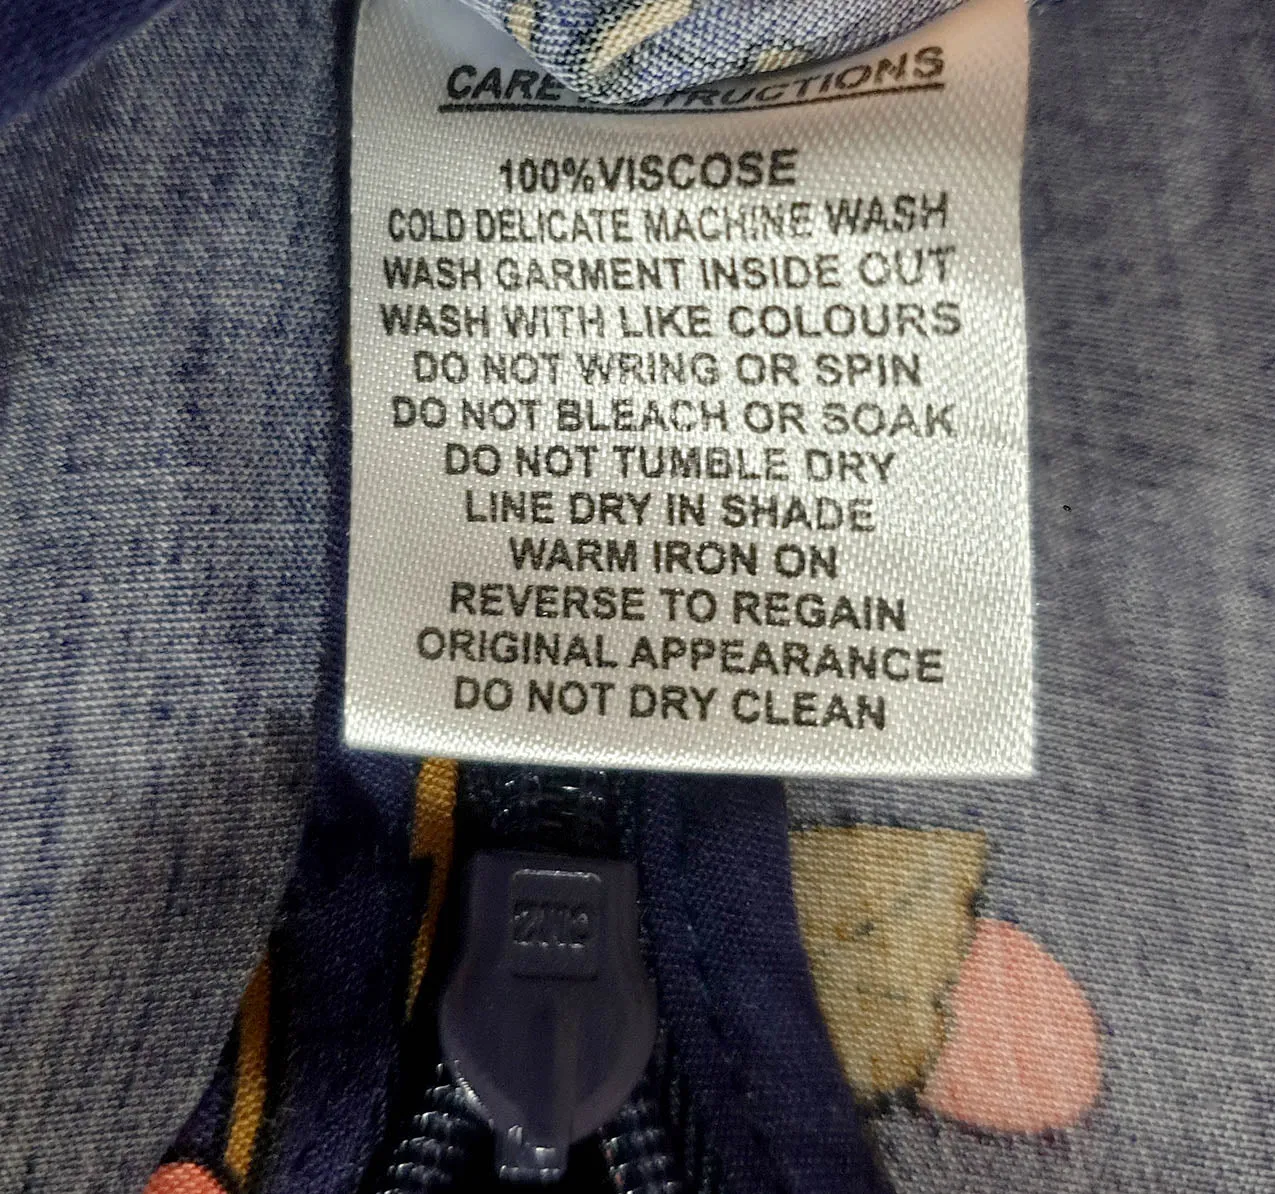 CARE INSTRUCTIONS
100%VISCOSE
COLD DELICATE MACHINE WASH
WASH GARMENT INSIDE OUT
WASH WITH LIKE COLOURS
DO NOT WRING OR SPIN
DO NOT BLEACH OR SOAK
DO NOT TUMBLE DRY
LINE DRY IN SHADE
WARM IRON ON
REVERSE TO REGAIN
ORIGINAL APPEARANCE
DO NOT DRY CLEAN